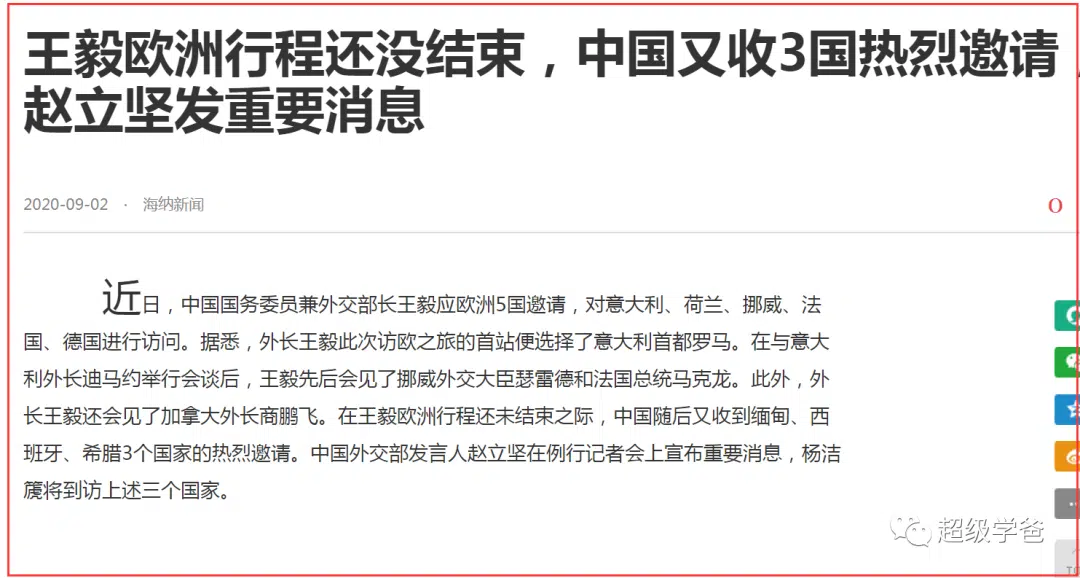 王毅欧洲行程还没结束，中国又收3国热烈邀请，
赵立坚发重要消息
2020-09-02 · 海纳新闻
近日，中国国务委员兼外交部长王毅应欧洲5国邀请，对意大利、荷兰、挪威、法
国、德国进行访问。据悉，外长王毅此次访欧之旅的首站便选择了意大利首都罗马。在与意大
利外长迪马约举行会谈后，王毅先后会见了挪威外交大臣瑟雷德和法国总统马克龙。此外，外
长王毅还会见了加拿大外长商鹏飞。在王毅欧洲行程还未结束之际，中国随后又收到缅甸、西
班牙、希腊3个国家的热烈邀请。中国外交部发言人赵立坚在例行记者会上宣布重要消息，杨洁
篪将到访上述三个国家。
超级学爸